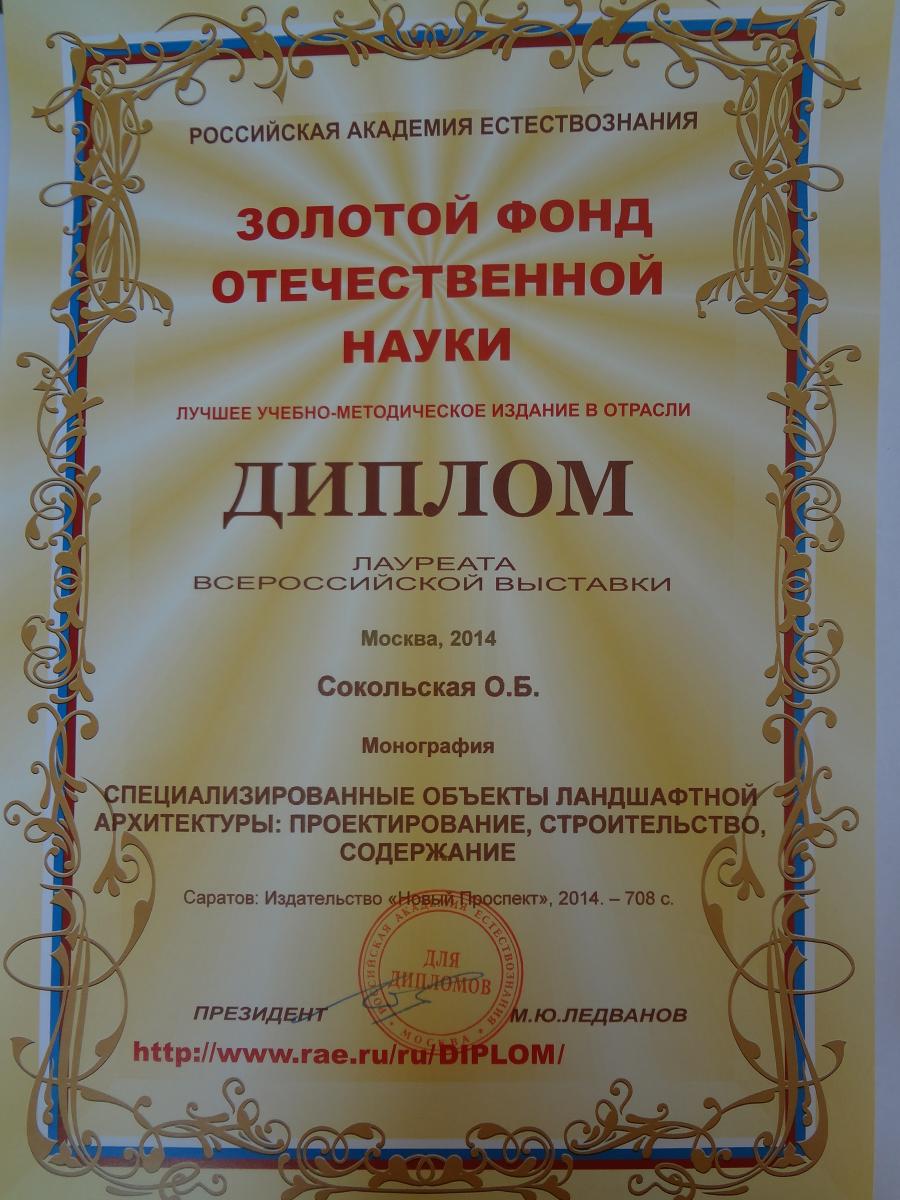 РОССИЙСКАЯ АКАДЕМИЯ ЕСТЕСТВОЗНАНИЯ
ЗОЛОТОЙ ФОНД
ОТЕЧЕСТВЕННОЙ
НАУКИ
ЛУЧШЕЕ УЧЕБНО-МЕТОДИЧЕСКОЕ ИЗДАНИЕ В ОТРАСЛИ
ДИПЛОМ
ЛАУРЕАТА
ВСЕРОССИЙСКОЙ ВЫСТАВКИ
Москва, 2014
Сокольская О.Б.
Монография
СПЕЦИАЛИЗИРОВАННЫЕ ОБЪЕКТЫ ЛАНДШАФТНОЙ
АРХИТЕКТУРЫ: ПРОЕКТИРОВАНИЕ, СТРОИТЕЛЬСТВО,
СОДЕРЖАНИЕ
Саратов: Издательство «Новый Проспект», 2014. – 708 с.
РОССИЙСКАЯ АКАДЕМИЯ ЕСТЕСТВОЗНАНИЯ
ДЛЯ
ДИПЛОМОВ
МОСКВА
ПРЕЗИДЕНТ М.Ю.ЛЕДВАНОВ
http://www.rae.ru/ru/DIPLOM/